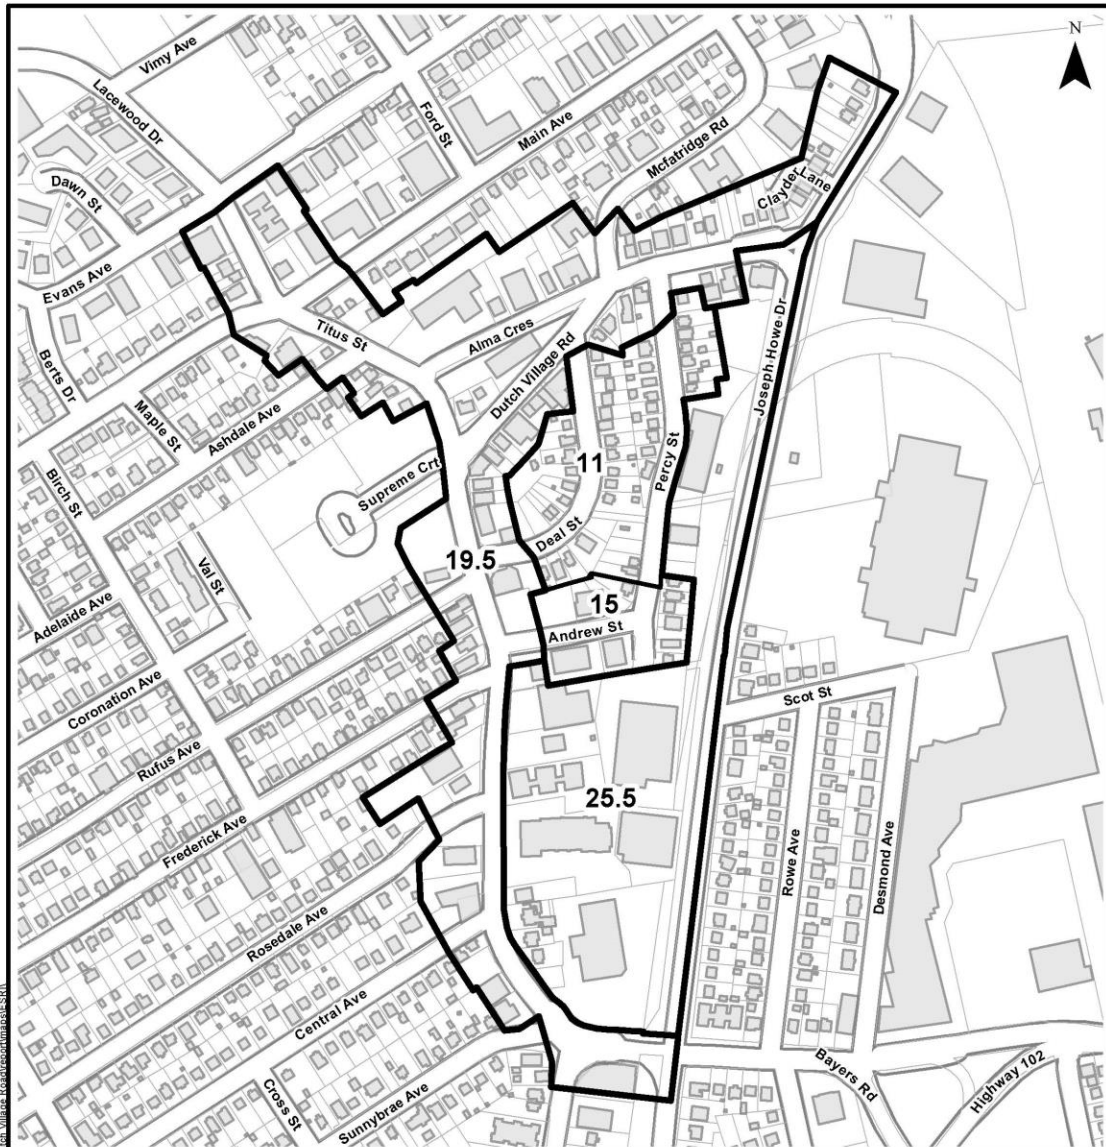 N
Vimy Ave
Lacewood Dr
Ford St
Main Ave
Mcfatridge Rd
Dawn St
Clayder Lane
Evans Ave
Titus St
Alma Cres
Dutch Village Rd
Joseph Howe Dr
Berts Dr
Maple St
Ashdale Ave
Percy St
11
Birch St
Supreme Crt
Deal St
19.5
Val St
15
Adelaide Ave
Andrew St
Coronation Ave
Scot St
Rufus Ave
25.5
Frederick Ave
Rowe Ave
Desmond Ave
Rosedale Ave
Central Ave
Bayers Rd
Highway 102
Cross St
Sunnybrae Ave